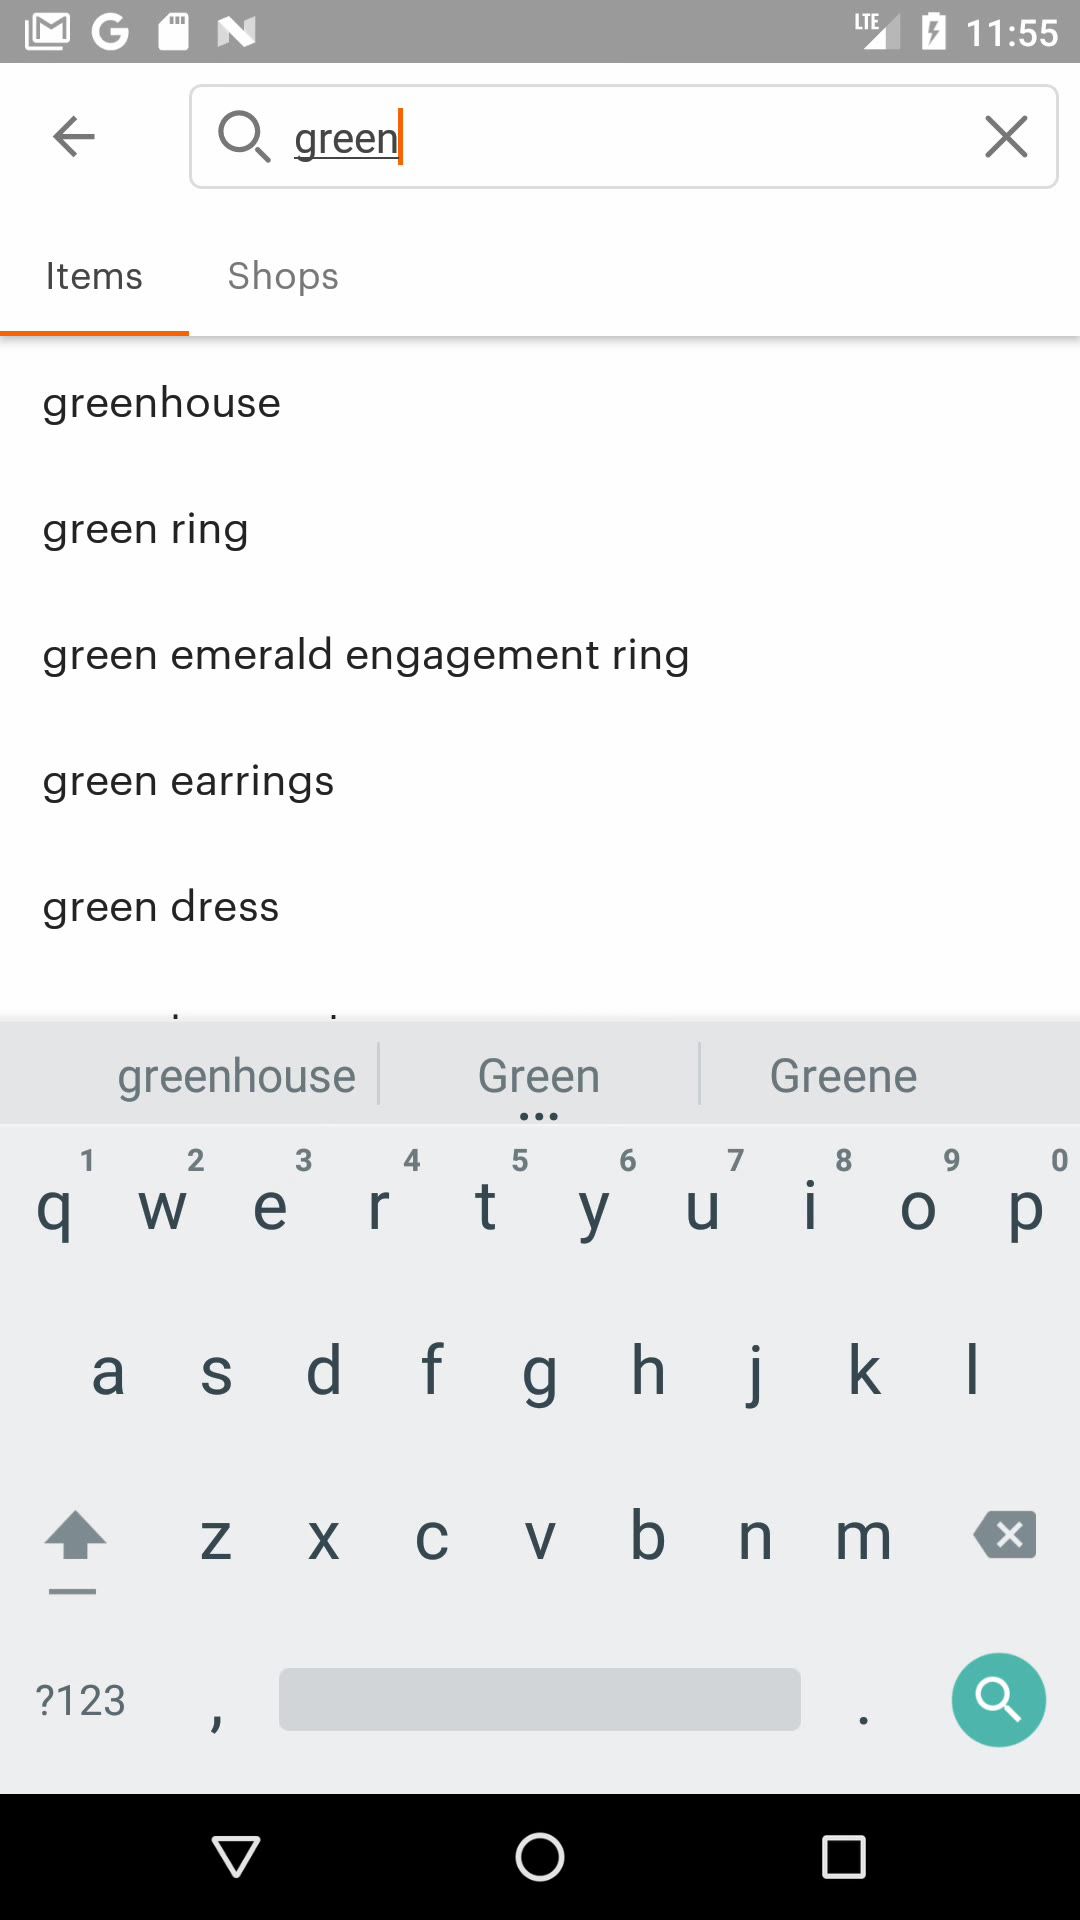 LTE 11:55
green
Items Shops
greenhouse
green ring
green emerald engagement ring
green earrings
green dress
greenhouse Green Greene
1 2 3 4 5 6 7 8 9 0
q w e r t y u i o p
a s d f g h j k l
z x c v b n m
?123 , .